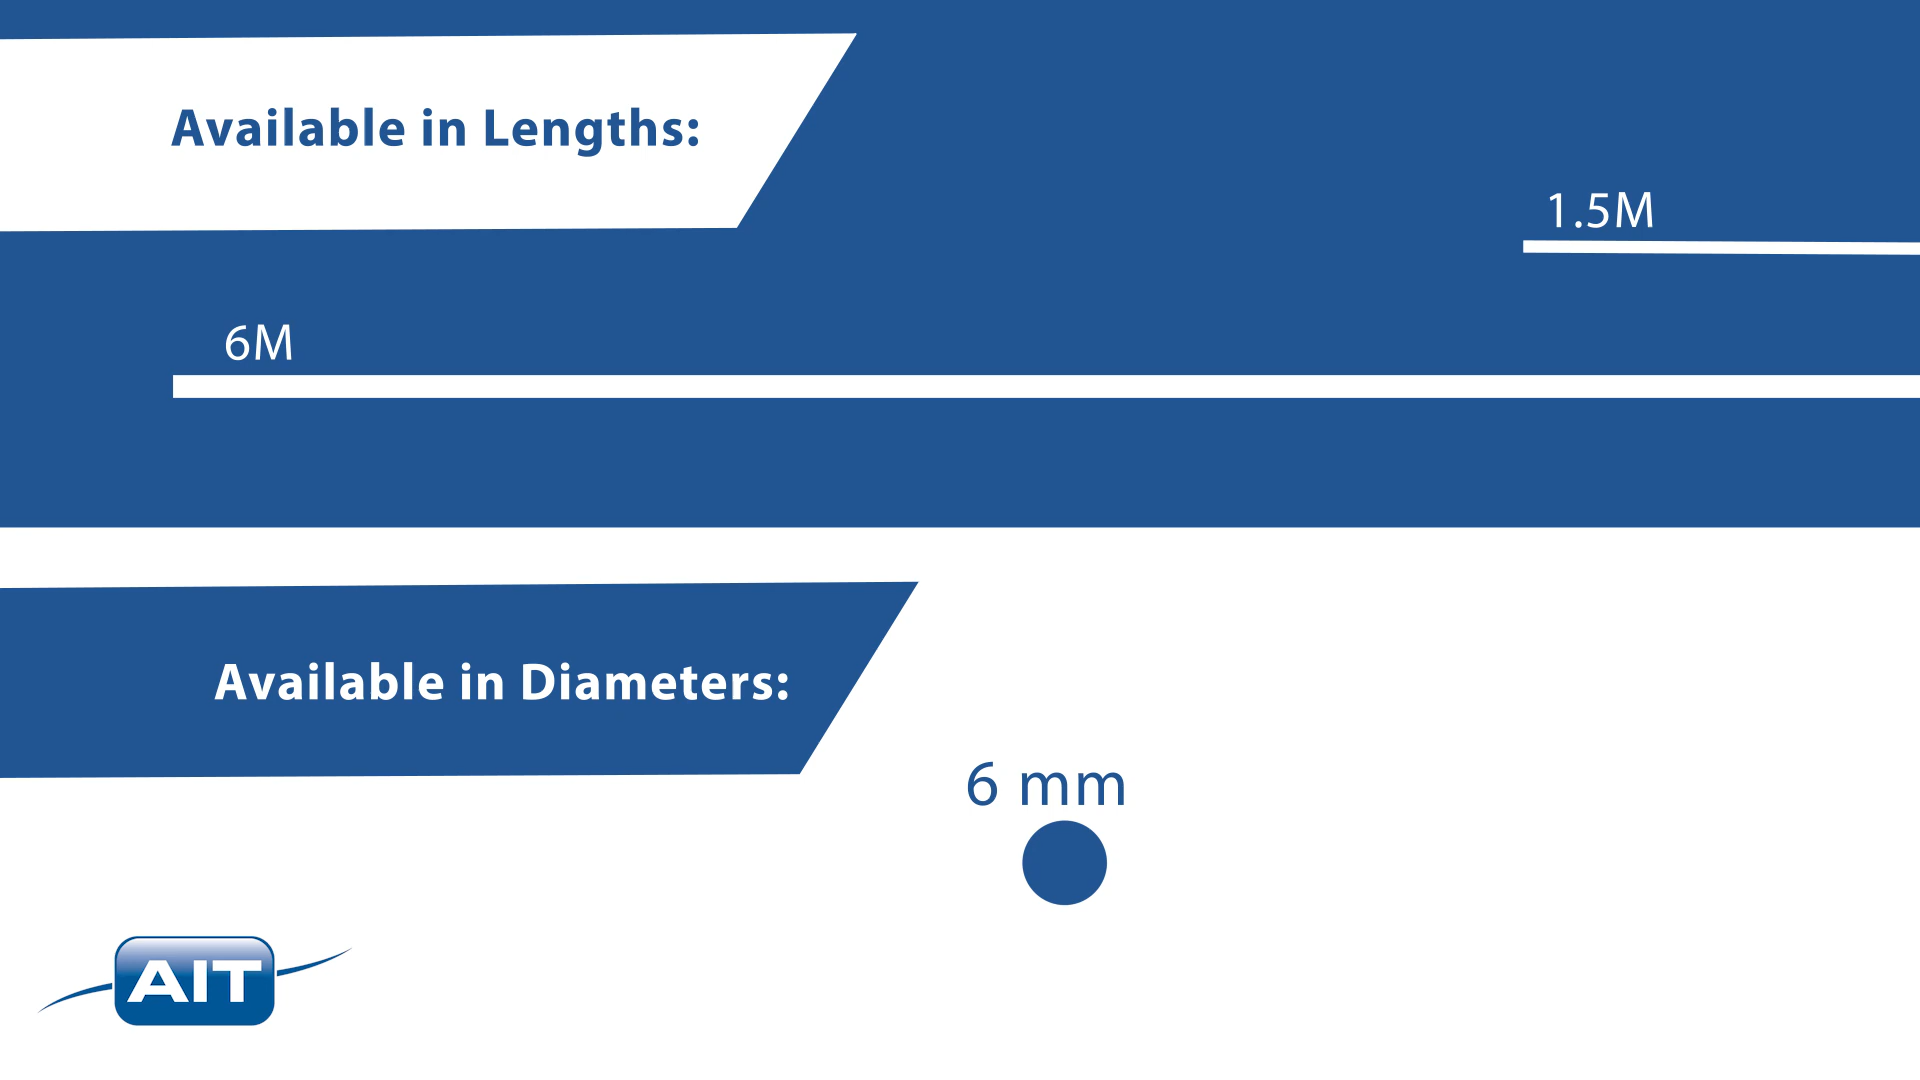 Available in Lengths:
1.5M
6M
Available in Diameters:
6 mm
AIT